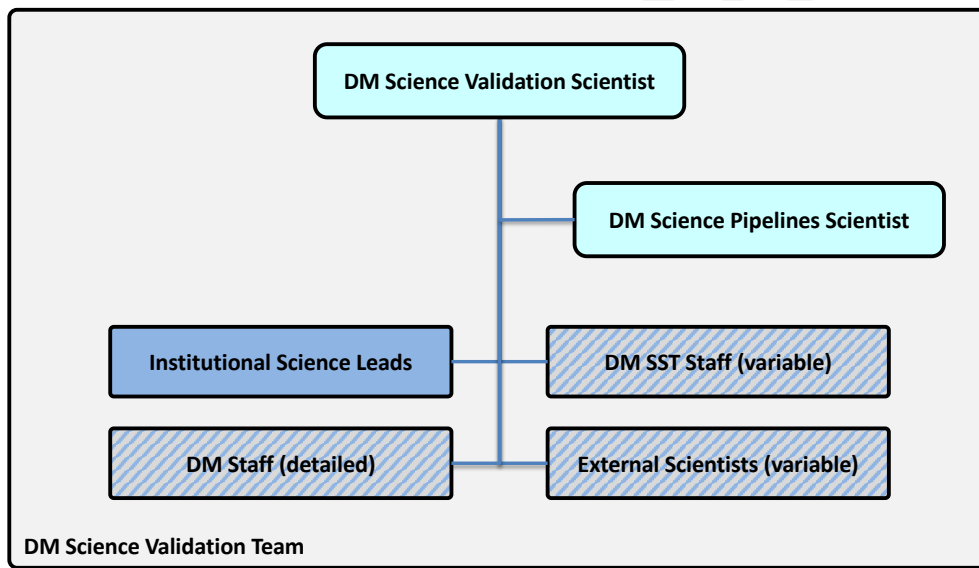 DM Science Validation Scientist
DM Science Pipelines Scientist
Institutional Science Leads
DM SST Staff (variable)
DM Staff (detailed)
External Scientists (variable)
DM Science Validation Team